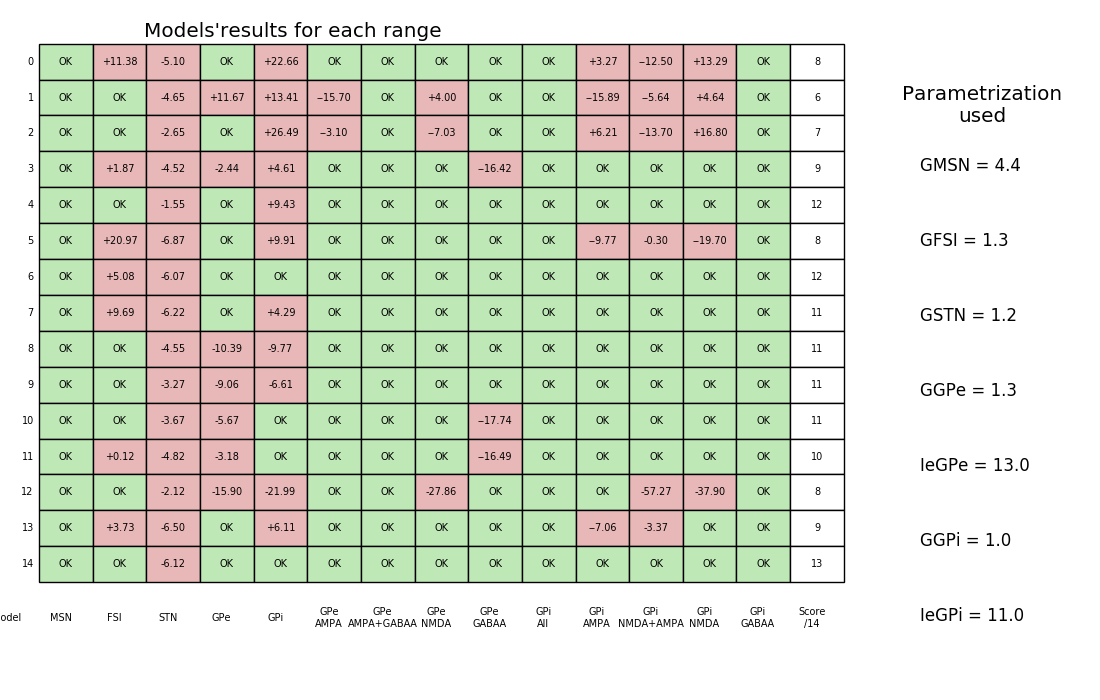 Models'results for each range
0 OK +11.38 -5.10 OK +22.66 OK OK OK OK OK +3.27 --12.50 +13.29 OK 8
1 OK OK -4.65 +11.67 +13.41 --15.70 OK +4.00 OK OK --15.89 --5.64 +4.64 OK 6
2 OK OK -2.65 OK +26.49 --3.10 OK --7.03 OK OK +6.21 --13.70 +16.80 OK 7
3 OK +1.87 -4.52 -2.44 +4.61 OK OK OK --16.42 OK OK OK OK OK 9
4 OK OK -1.55 OK +9.43 OK OK OK OK OK OK OK OK OK 12
5 OK +20.97 -6.87 OK +9.91 OK OK OK OK OK --9.77 -0.30 --19.70 OK 8
6 OK +5.08 -6.07 OK OK OK OK OK OK OK OK OK OK OK 12
7 OK +9.69 -6.22 OK +4.29 OK OK OK OK OK OK OK OK OK 11
8 OK OK -4.55 -10.39 -9.77 OK OK OK OK OK OK OK OK OK 11
9 OK OK -3.27 -9.06 -6.61 OK OK OK OK OK OK OK OK OK 11
10 OK OK -3.67 -5.67 OK OK OK OK --17.74 OK OK OK OK OK 11
11 OK +0.12 -4.82 -3.18 OK OK OK OK --16.49 OK OK OK OK OK 10
12 OK OK -2.12 -15.90 -21.99 OK OK -27.86 OK OK OK -57.27 -37.90 OK 8
13 OK +3.73 -6.50 OK +6.11 OK OK OK OK OK --7.06 -3.37 OK OK 9
14 OK OK -6.12 OK OK OK OK OK OK OK OK OK OK OK 13
odel MSN FSI STN GPe GPi GPe AMPA GPe AMPA+GABAA GPe NMDA GPe GABAA GPi All GPi AMPA GPi NMDA+AMPA GPi NMDA GPi GABAA Score /14
Parametrization
used
GMSN = 4.4
GFSI = 1.3
GSTN = 1.2
GGPe = 1.3
IeGPe = 13.0
GGPi = 1.0
IeGPi = 11.0